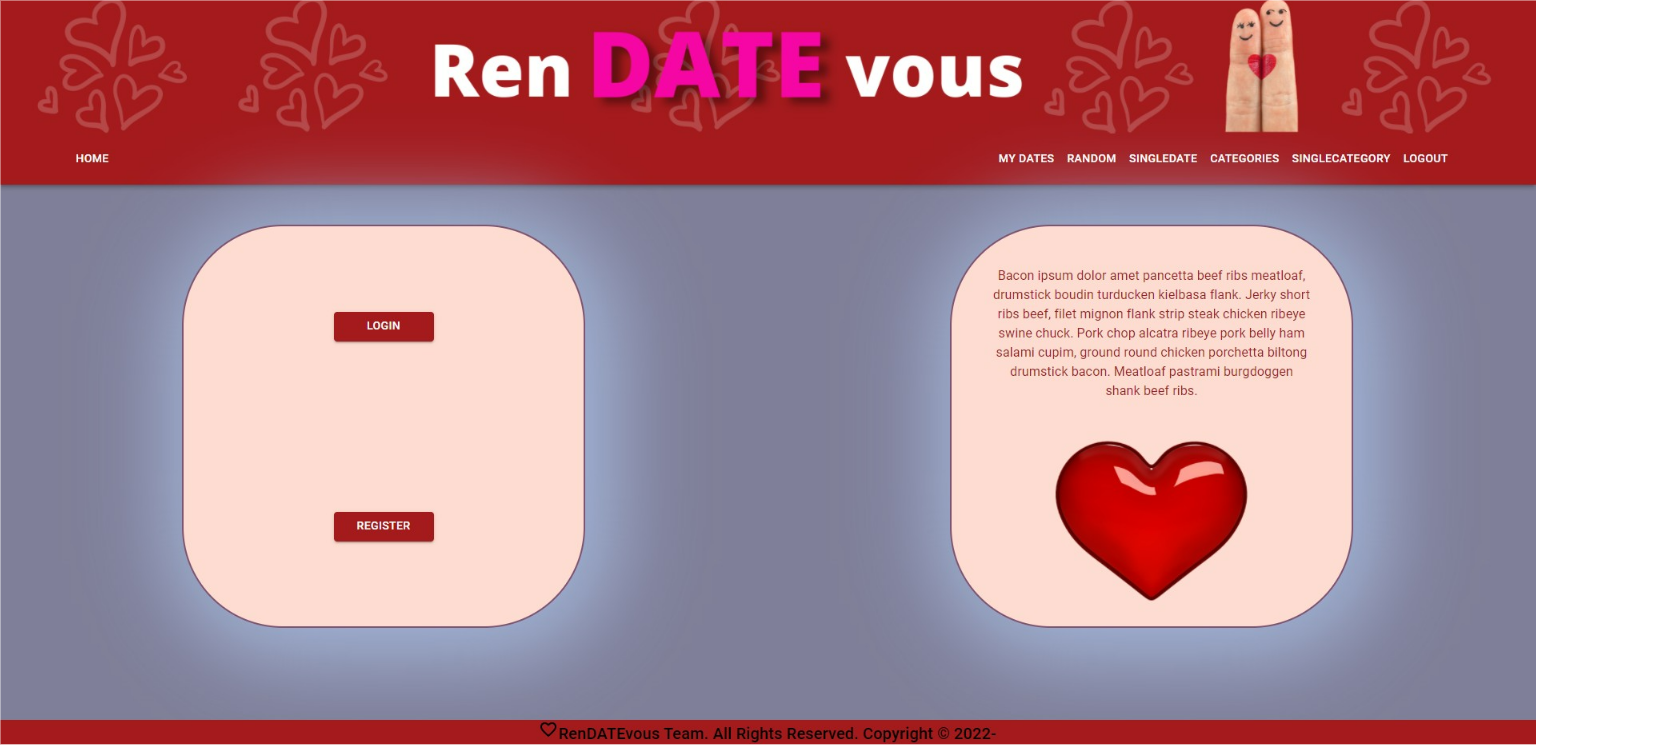 Ren DATE vous
HOME
MY DATES RANDOM SINGLEDATE CATEGORIES SINGLECATEGORY LOGOUT
LOGIN
REGISTER
Bacon ipsum dolor amet pancetta beef ribs meatloaf,
drumstick boudin turducken kielbasa flank. Jerky short
ribs beef, filet mignon flank strip steak chicken ribeye
swine chuck. Pork chop alcatra ribeye pork belly ham
salami cupim, ground round chicken porchetta biltong
drumstick bacon. Meatloaf pastrami burgdoggen
shank beef ribs.
RenDATEvous Team. All Rights Reserved. Copyright © 2022-